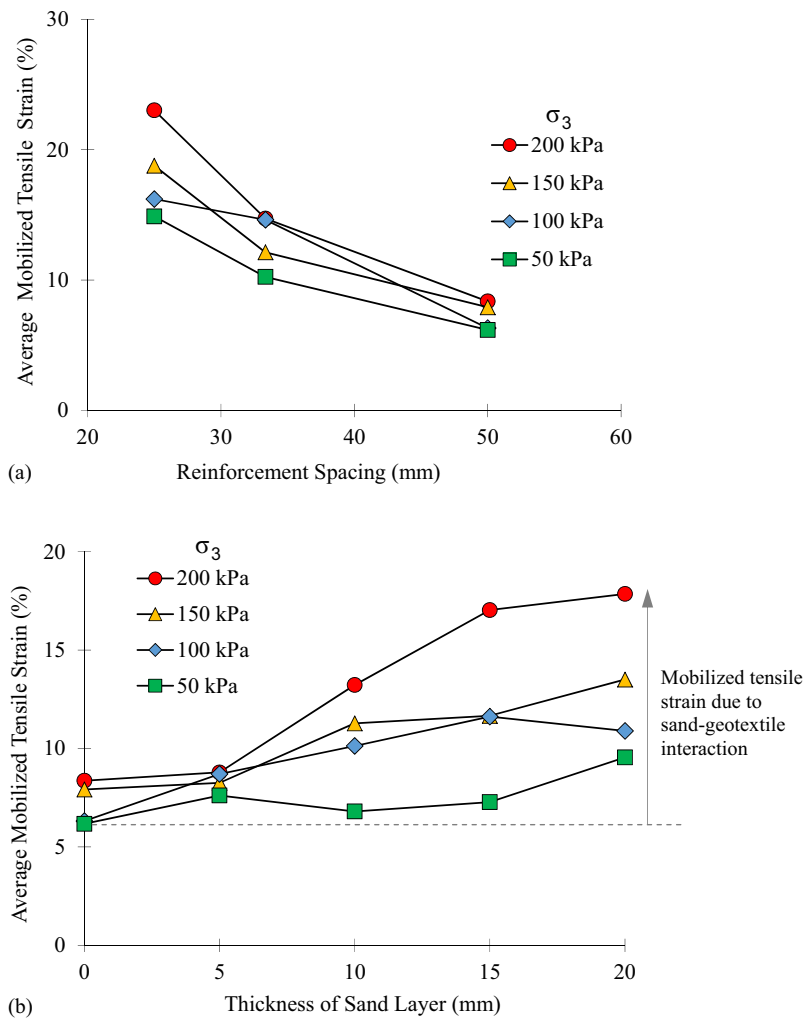 30
20
10
0
Average Mobilized Tensile Strain (%)
σ3
200 kPa
150 kPa
100 kPa
50 kPa
20 30 40 50 60
Reinforcement Spacing (mm)
(a)
20
15
10
5
0
Average Mobilized Tensile Strain (%)
σ3
200 kPa
150 kPa
100 kPa
50 kPa
Mobilized tensile
strain due to
sand-geotextile
interaction
0 5 10 15 20
Thickness of Sand Layer (mm)
(b)